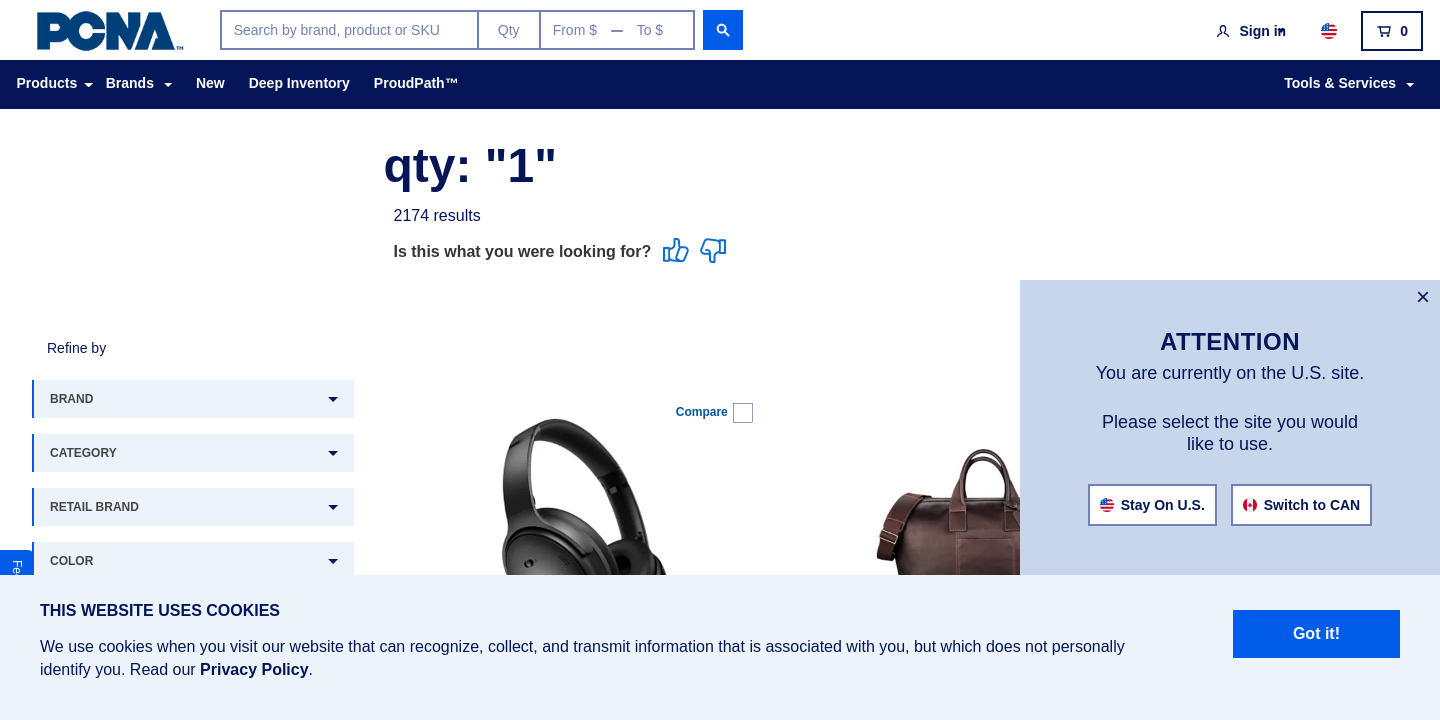 PCNA™
Search by brand, product or SKU
Qty
From $ — To $
Sign in
0
Products
Brands
New
Deep Inventory
ProudPath™
Tools & Services
qty: "1"
2174 results
Is this what you were looking for?
×
ATTENTION
You are currently on the U.S. site.
Please select the site you would
like to use.
Stay On U.S.
Switch to CAN
Refine by
BRAND
CATEGORY
RETAIL BRAND
COLOR
Compare
THIS WEBSITE USES COOKIES
We use cookies when you visit our website that can recognize, collect, and transmit information that is associated with you, but which does not personally
identify you. Read our Privacy Policy.
Got it!